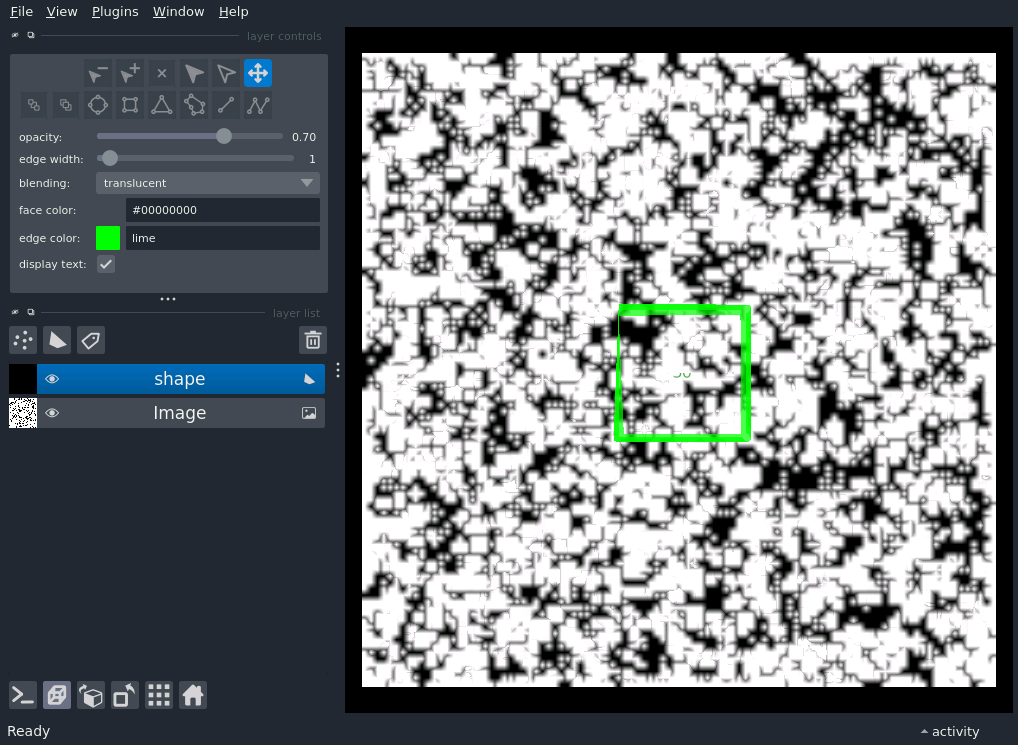 File View Plugins Window Help
layer controls
opacity: 0.70
edge width: 1
blending: translucent
face color: #00000000
edge color: lime
display text:
layer list
shape
Image
Ready
activity